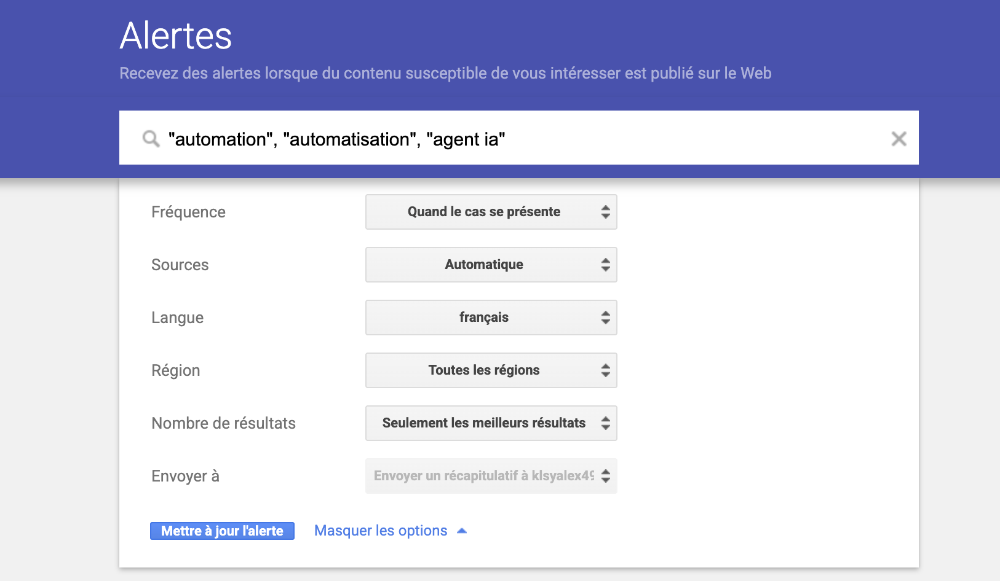 Alertes
Recevez des alertes lorsque du contenu susceptible de vous intéresser est publié sur le Web
"automation", "automatisation", "agent ia"
Fréquence Quand le cas se présente
Sources Automatique
Langue français
Région Toutes les régions
Nombre de résultats Seulement les meilleurs résultats
Envoyer à Envoyer un récapitulatif à klsyalex49
Mettre à jour l'alerte Masquer les options